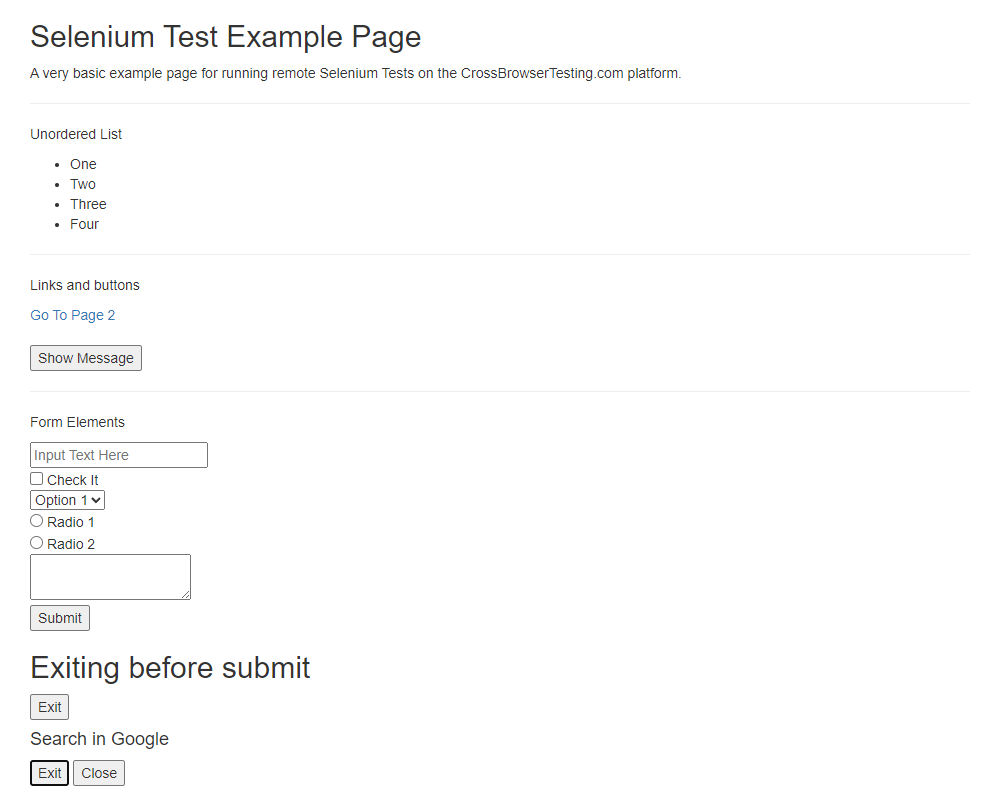 Selenium Test Example Page
A very basic example page for running remote Selenium Tests on the CrossBrowserTesting.com platform.
Unordered List
One
Two
Three
Four
Links and buttons
Go To Page 2
Show Message
Form Elements
Input Text Here
Check It
Option 1
Radio 1
Radio 2
Submit
Exiting before submit
Exit
Search in Google
Exit Close